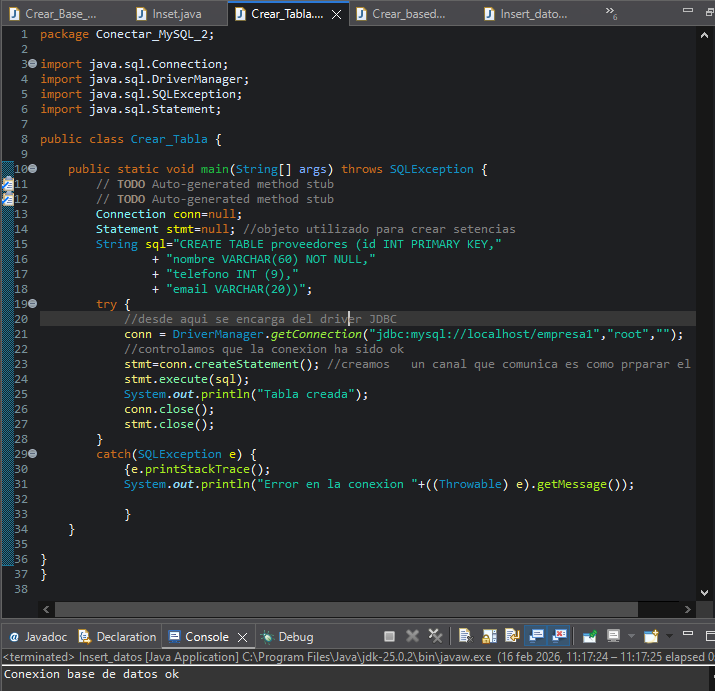 Crear_Base_... Inset.java Crear_Tabla.... Crear_based... Insert_dato... »6
1 package Conectar_MySQL_2;
2
3 import java.sql.Connection;
4 import java.sql.DriverManager;
5 import java.sql.SQLException;
6 import java.sql.Statement;
7
8 public class Crear_Tabla {
9
10 public static void main(String[] args) throws SQLException {
11 // TODO Auto-generated method stub
12 // TODO Auto-generated method stub
13 Connection conn=null;
14 Statement stmt=null; //objeto utilizado para crear setencias
15 String sql="CREATE TABLE proveedores (id INT PRIMARY KEY,"
16 + "nombre VARCHAR(60) NOT NULL,"
17 + "telefono INT (9),"
18 + "email VARCHAR(20))";
19 try {
20 //desde aqui se encarga del driver JDBC
21 conn = DriverManager.getConnection("jdbc:mysql://localhost/empresa1","root","");
22 //controlamos que la conexion ha sido ok
23 stmt=conn.createStatement(); //creamos un canal que comunica es como prparar el
24 stmt.execute(sql);
25 System.out.println("Tabla creada");
26 conn.close();
27 stmt.close();
28 }
29 catch(SQLException e) {
30 {e.printStackTrace();
31 System.out.println("Error en la conexion "+((Throwable) e).getMessage());
32
33 }
34 }
35
36 }
37 }
38
Javadoc Declaration Console Debug
<terminated> Insert_datos [Java Application] C:\Program Files\Java\jdk-25.0.2\bin\javaw.exe (16 feb 2026, 11:17:24 – 11:17:25 elapsed 0:
Conexion base de datos ok